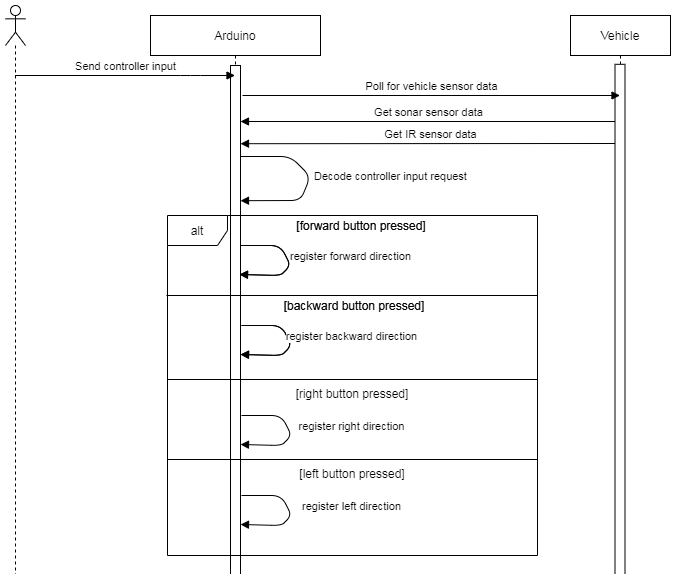 Arduino
Vehicle
Send controller input
Poll for vehicle sensor data
Get sonar sensor data
Get IR sensor data
Decode controller input request
alt
[forward button pressed]
register forward direction
[backward button pressed]
register backward direction
[right button pressed]
register right direction
[left button pressed]
register left direction